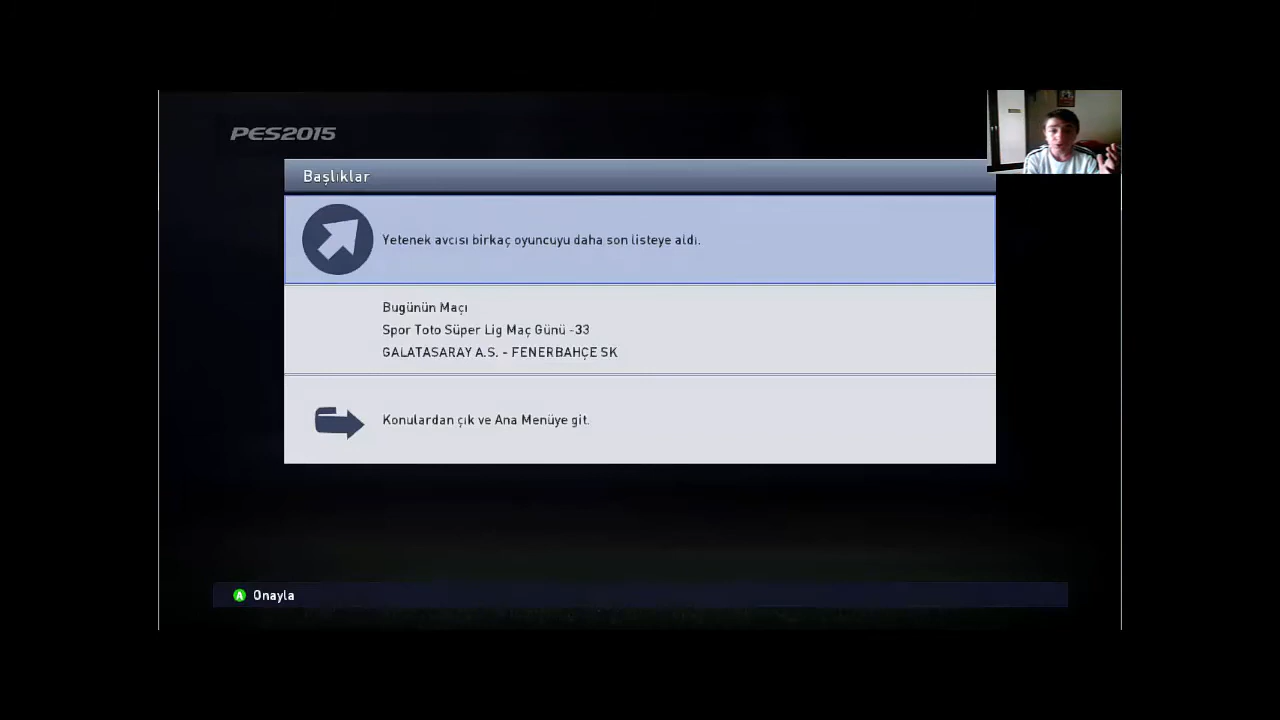 PES2015
Başlıklar
Yetenek avcısı birkaç oyuncuyu daha son listeye aldı.
Bugünün Maçı
Spor Toto Süper Lig Maç Günü -33
GALATASARAY A.S. - FENERBAHÇE SK
Konulardan çık ve Ana Menüye git.
A Onayla